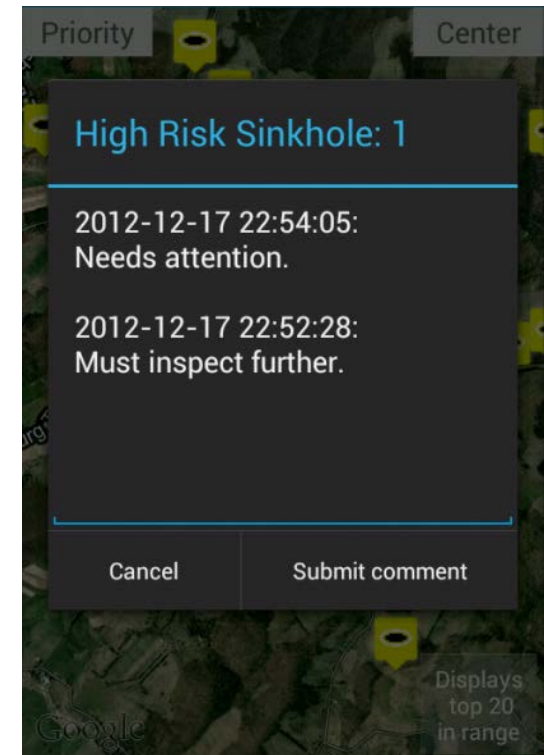 Priority
Center
High Risk Sinkhole: 1
2012-12-17 22:54:05:
Needs attention.
2012-12-17 22:52:28:
Must inspect further.
Cancel
Submit comment
Displays
top 20
in range
Google